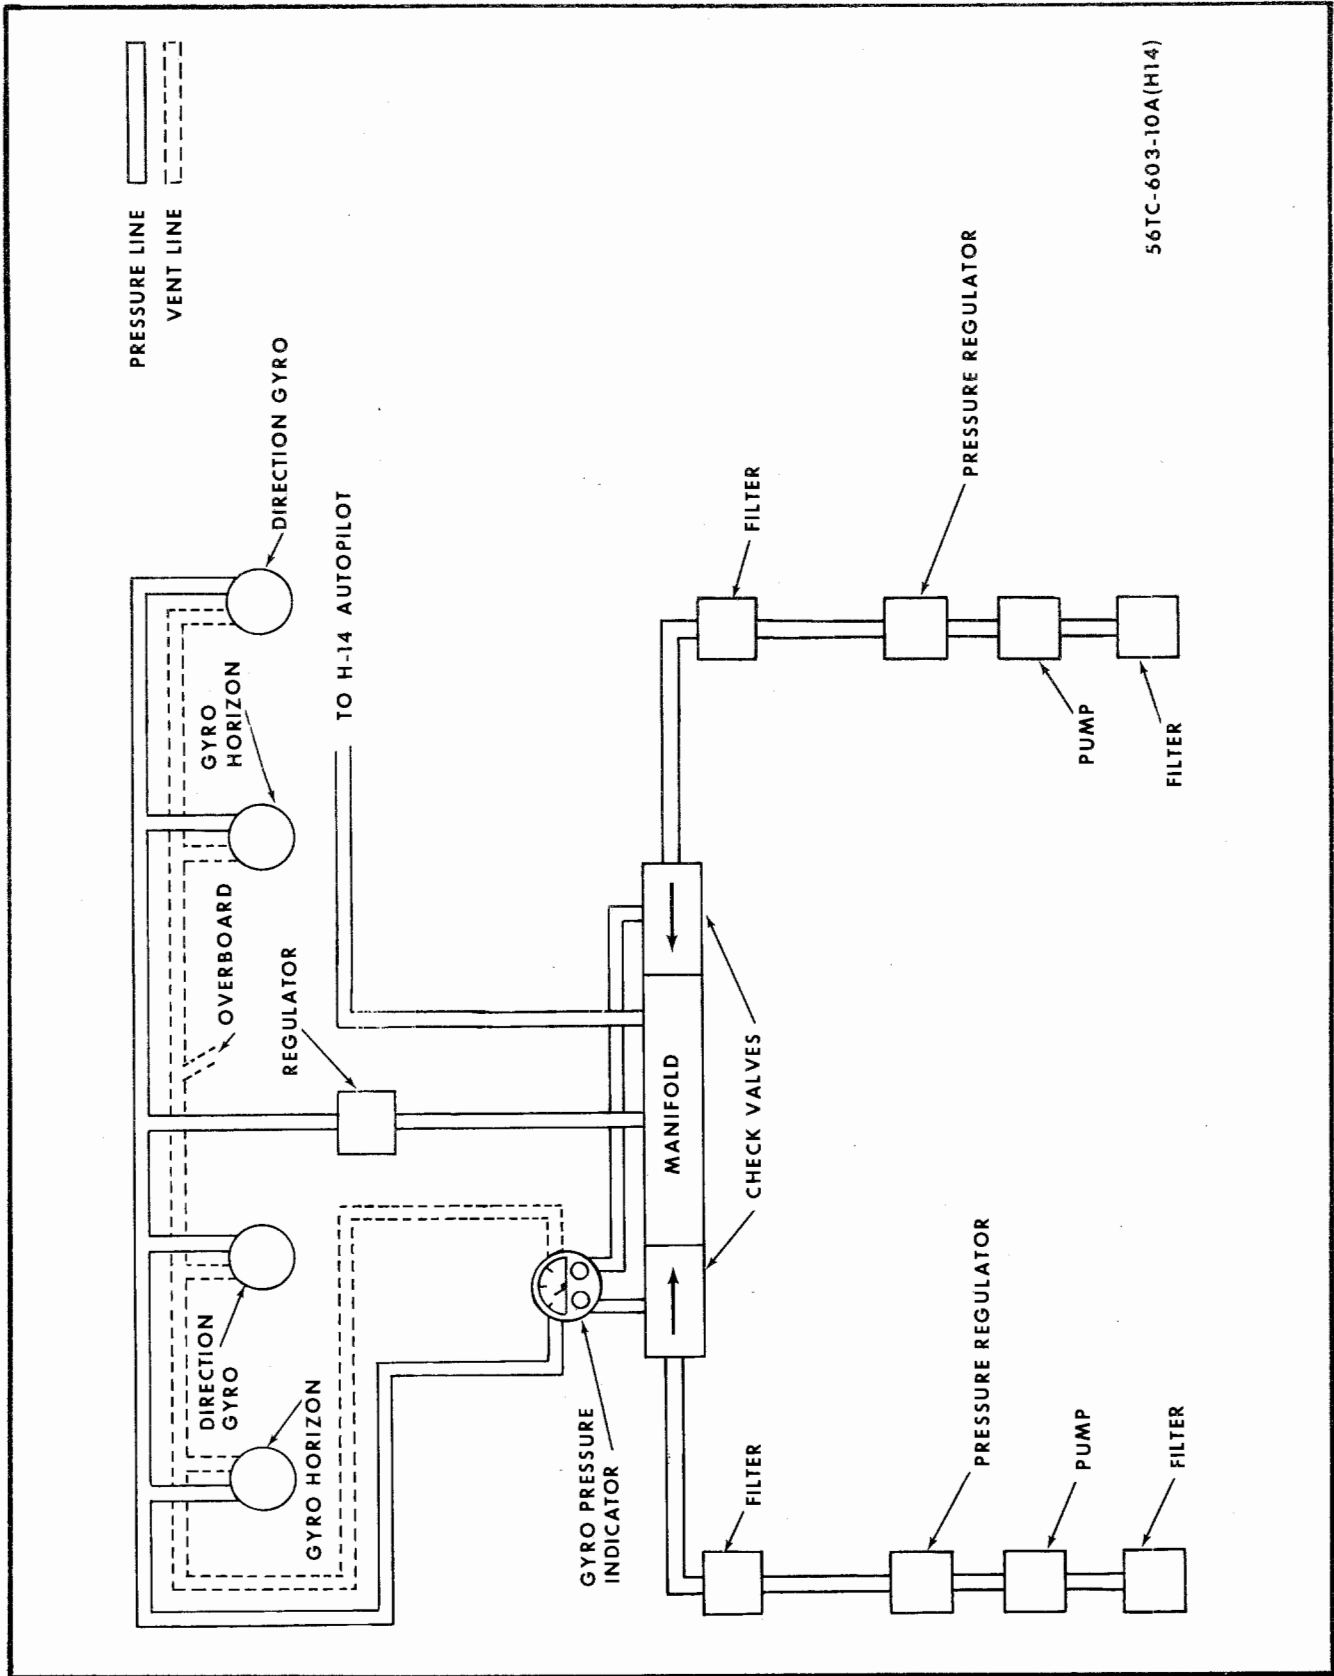 PRESSURE LINE
VENT LINE
DIRECTION GYRO
GYRO
HORIZON
TO H-14 AUTOPILOT
OVERBOARD
REGULATOR
DIRECTION
GYRO
GYRO HORIZON
GYRO PRESSURE
INDICATOR
MANIFOLD
CHECK VALVES
FILTER
PRESSURE REGULATOR
PUMP
FILTER
FILTER
PRESSURE REGULATOR
PUMP
FILTER
56TC-603-10A(H14)